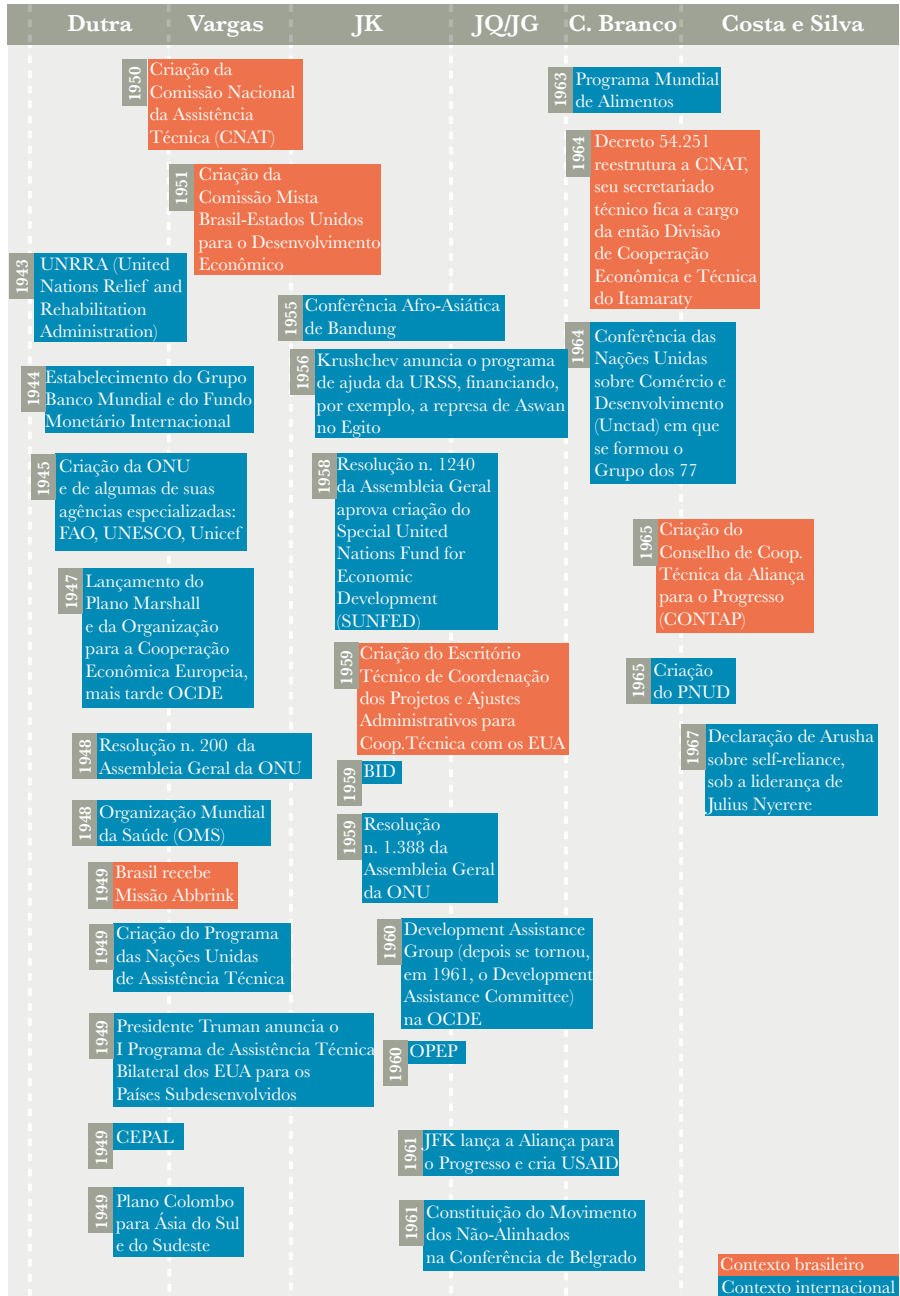 Dutra Vargas JK JQ/JG C. Branco Costa e Silva
1950
Criação da
Comissão Nacional
da Assistência
Técnica (CNAT)
1951
Criação da
Comissão Mista
Brasil-Estados Unidos
para o Desenvolvimento
Econômico
1943
UNRRA (United
Nations Relief and
Rehabilitation
Administration)
1944
Estabelecimento do Grupo
Banco Mundial e do Fundo
Monetário Internacional
1945
Criação da ONU
e de algumas de suas
agências especializadas:
FAO, UNESCO, Unicef
1947
Lançamento do
Plano Marshall
e da Organização
para a Cooperação
Econômica Europeia,
mais tarde OCDE
1948
Resolução n. 200 da
Assembleia Geral da ONU
1948
Organização Mundial
da Saúde (OMS)
1949
Brasil recebe
Missão Abbrink
1949
Criação do Programa
das Nações Unidas
de Assistência Técnica
1949
Presidente Truman anuncia o
I Programa de Assistência Técnica
Bilateral dos EUA para os
Países Subdesenvolvidos
1949
CEPAL
1949
Plano Colombo
para Ásia do Sul
e do Sudeste
1955
Conferência Afro-Asiática
de Bandung
1956
Krushchev anuncia o programa
de ajuda da URSS, financiando,
por exemplo, a represa de Aswan
no Egito
1958
Resolução n. 1240
da Assembleia Geral
aprova criação do
Special United
Nations Fund for
Economic
Development
(SUNFED)
1959
Criação do Escritório
Técnico de Coordenação
dos Projetos e Ajustes
Administrativos para
Coop.Técnica com os EUA
1959
BID
1959
Resolução
n. 1.388 da
Assembleia Geral
da ONU
1960
Development Assistance
Group (depois se tornou,
em 1961, o Development
Assistance Committee)
na OCDE
1960
OPEP
1961
JFK lança a Aliança para
o Progresso e cria USAID
1961
Constituição do Movimento
dos Não-Alinhados
na Conferência de Belgrado
1963
Programa Mundial
de Alimentos
1964
Decreto 54.251
reestrutura a CNAT,
seu secretariado
técnico fica a cargo
da então Divisão
de Cooperação
Econômica e Técnica
do Itamaraty
1964
Conferência das
Nações Unidas
sobre Comércio e
Desenvolvimento
(Unctad) em que
se formou o
Grupo dos 77
1965
Criação do
Conselho de Coop.
Técnica da Aliança
para o Progresso
(CONTAP)
1965
Criação
do PNUD
1967
Declaração de Arusha
sobre self-reliance,
sob a liderança de
Julius Nyerere
Contexto brasileiro
Contexto internacional